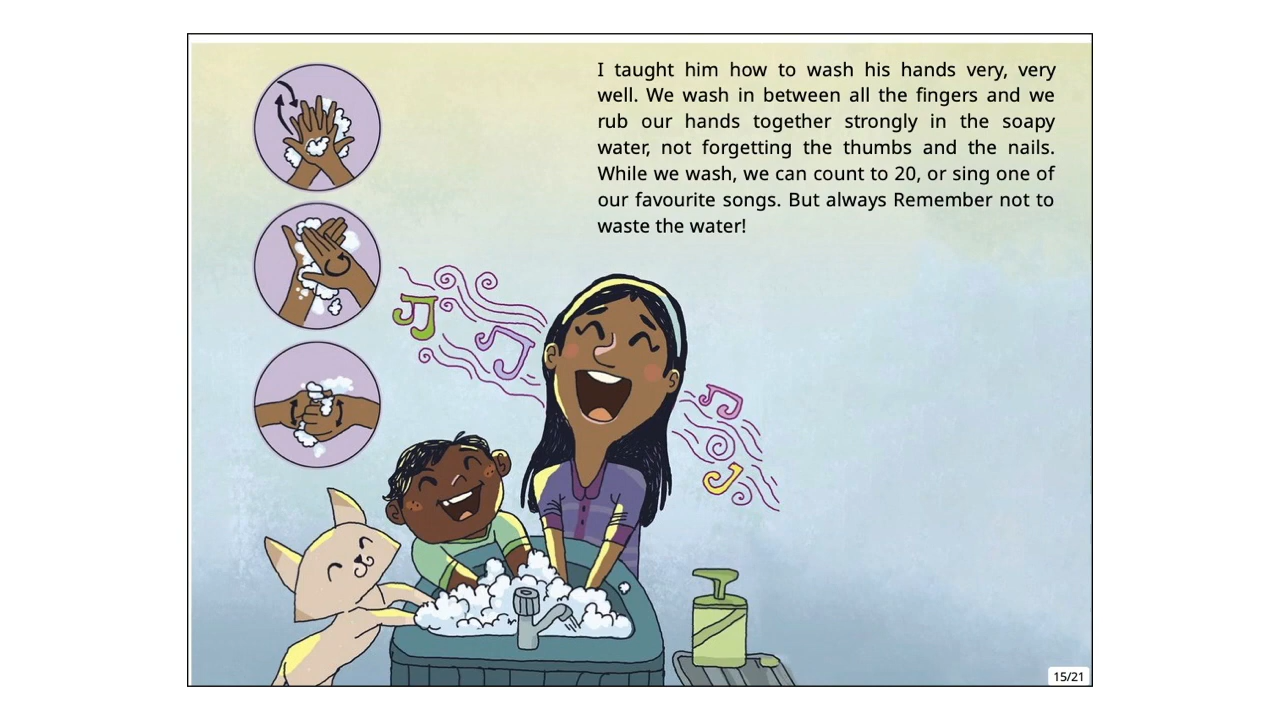 I taught him how to wash his hands very, very
well. We wash in between all the fingers and we
rub our hands together strongly in the soapy
water, not forgetting the thumbs and the nails.
While we wash, we can count to 20, or sing one of
our favourite songs. But always Remember not to
waste the water!
15/21